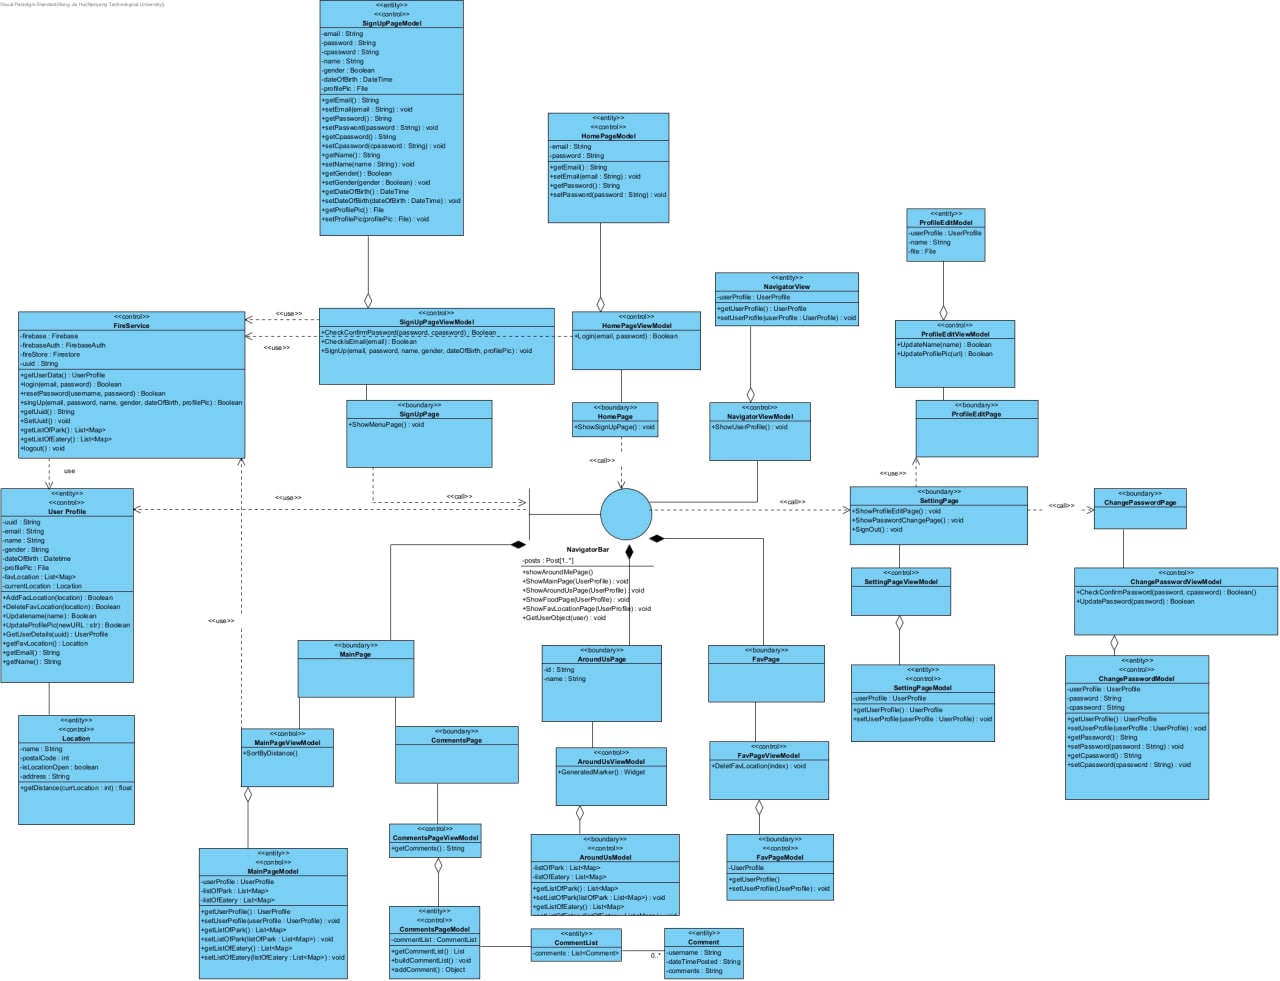 Visual Paradigm Standard(Beng Jia Hui(Nanyang Technological University))
<<entity>>
<<control>>
SignUpPageModel
-email : String
-password : String
-cpassword : String
-name : String
-gender : Boolean
-dateOfBirth : DateTime
-profilePic : File
+getEmail() : String
+setEmail(email : String) : void
+getPassword() : String
+setPassword(password : String) : void
+getCpassword() : String
+setCpassword(cpassword : String) : void
+getName() : String
+setName(name : String) : void
+getGender() : Boolean
+setGender(gender : Boolean) : void
+getDateOfBirth() : DateTime
+setDateOfBirth(dateOfBirth : DateTime) : void
+getProfilePic() : File
+setProfilePic(profilePic : File) : void
<<entity>>
<<control>>
HomePageModel
-email : String
-password : String
+getEmail() : String
+setEmail(email : String) : void
+getPassword() : String
+setPassword(password : String) : void
<<entity>>
ProfileEditModel
-userProfile : UserProfile
-name : String
-file : File
<<entity>>
NavigatorView
-userProfile : UserProfile
+getUserProfile() : UserProfile
+setUserProfile(userProfile : UserProfile) : void
<<control>>
FireService
-firebase : Firebase
-firebaseAuth : FirebaseAuth
-fireStore : Firestore
-uuid : String
+getUserData() : UserProfile
+login(email, password) : Boolean
+resetPassword(username, password) : Boolean
+singUp(email, password, name, gender, dateOfBirth, profilePic) : Boolean
+getUuid() : String
+SetUuid() : void
+getListOfPark() : List<Map>
+getListOfEatery() : List<Map>
+logout() : void
<<use>>
<<use>>
<<control>>
SignUpPageViewModel
+CheckConfirmPassword(password, cpassword) : Boolean
+CheckIsEmail(email) : Boolean
+SignUp(email, password, name, gender, dateOfBirth, profilePic) : void
<<control>>
HomePageViewModel
+Login(email, password) : Boolean
<<control>>
ProfileEditViewModel
+UpdateName(name) : Boolean
+UpdateProfilePic(url) : Boolean
<<boundary>>
SignUpPage
+ShowMenuPage() : void
<<boundary>>
HomePage
+ShowSignUpPage() : void
<<control>>
NavigatorViewModel
+ShowUserProfile() : void
<<boundary>>
ProfileEditPage
use
<<call>>
<<use>>
<<entity>>
<<control>>
User Profile
-uuid : String
-email : String
-name : String
-gender : String
-dateOfBirth : Datetime
-profilePic : File
-favLocation : List<Map>
-currentLocation : Location
+AddFacLocation(location) : Boolean
+DeleteFavLocation(location) : Boolean
+Updatename(name) : Boolean
+UpdateProfilePic(newURL : str) : Boolean
+GetUserDetails(uuid) : UserProfile
+getFavLocation() : Location
+getEmail() : String
+getName() : String
<<use>>
<<call>>
<<call>>
<<boundary>>
SettingPage
+ShowProfileEditPage() : void
+ShowPasswordChangePage() : void
+SignOut() : void
<<call>>
<<boundary>>
ChangePasswordPage
NavigatorBar
-posts : Post[1..*]
+showAroundMePage()
+ShowMainPage(UserProfile) : void
+ShowAroundUsPage(UserProfile) : void
+ShowFoodPage(UserProfile) : void
+ShowFavLocationPage(UserProfile) : void
+GetUserObject(user) : void
<<control>>
SettingPageViewModel
<<control>>
ChangePasswordViewModel
+CheckConfirmPassword(password, cpassword) : Boolean()
+UpdatePassword(password) : Boolean
<<use>>
<<boundary>>
MainPage
<<boundary>>
AroundUsPage
-id : String
-name : String
<<boundary>>
FavPage
<<entity>>
<<control>>
SettingPageModel
-userProfile : UserProfile
+getUserProfile() : UserProfile
+setUserProfile(userProfile : UserProfile) : void
<<entity>>
<<control>>
ChangePasswordModel
-userProfile : UserProfile
-password : String
-cpassword : String
+getUserProfile() : UserProfile
+setUserProfile(userProfile : UserProfile) : void
+getPassword() : String
+setPassword(password : String) : void
+getCpassword() : String
+setCpassword(cpassword : String) : void
<<entity>>
<<control>>
Location
-name : String
-postalCode : int
-isLocationOpen : boolean
-address : String
+getDistance(currLocation : int) : float
<<control>>
MainPageViewModel
+SortByDistance()
<<boundary>>
CommentsPage
<<control>>
AroundUsViewModel
+GeneratedMarker() : Widget
<<control>>
FavPageViewModel
+DeletFavLocation(index) : void
<<control>>
CommentsPageViewModel
+getComments() : String
<<boundary>>
<<control>>
AroundUsModel
-listOfPark : List<Map>
-listOfEatery : List<Map>
+getListOfPark() : List<Map>
+setListOfPark(listOfPark : List<Map>) : void
+getListOfEatery() : List<Map>
<<boundary>>
<<control>>
FavPageModel
-UserProfile
+getUserProfile()
+setUserProfile(UserProfile) : void
<<entity>>
<<control>>
MainPageModel
-userProfile : UserProfile
-listOfPark : List<Map>
-listOfEatery : List<Map>
+getUserProfile() : UserProfile
+setUserProfile(userProfile : UserProfile) : void
+getListOfPark() : List<Map>
+setListOfPark(listOfPark : List<Map>) : void
+getListOfEatery() : List<Map>
+setListOfEatery(listOfEatery : List<Map>) : void
<<entity>>
<<control>>
CommentsPageModel
-commentList : CommentList
+getCommentList() : List
+buildCommentList() : void
+addComment() : Object
<<entity>>
CommentList
-comments : List<Comment>
0..*
<<entity>>
Comment
-username : String
-dateTimePosted : String
-comments : String